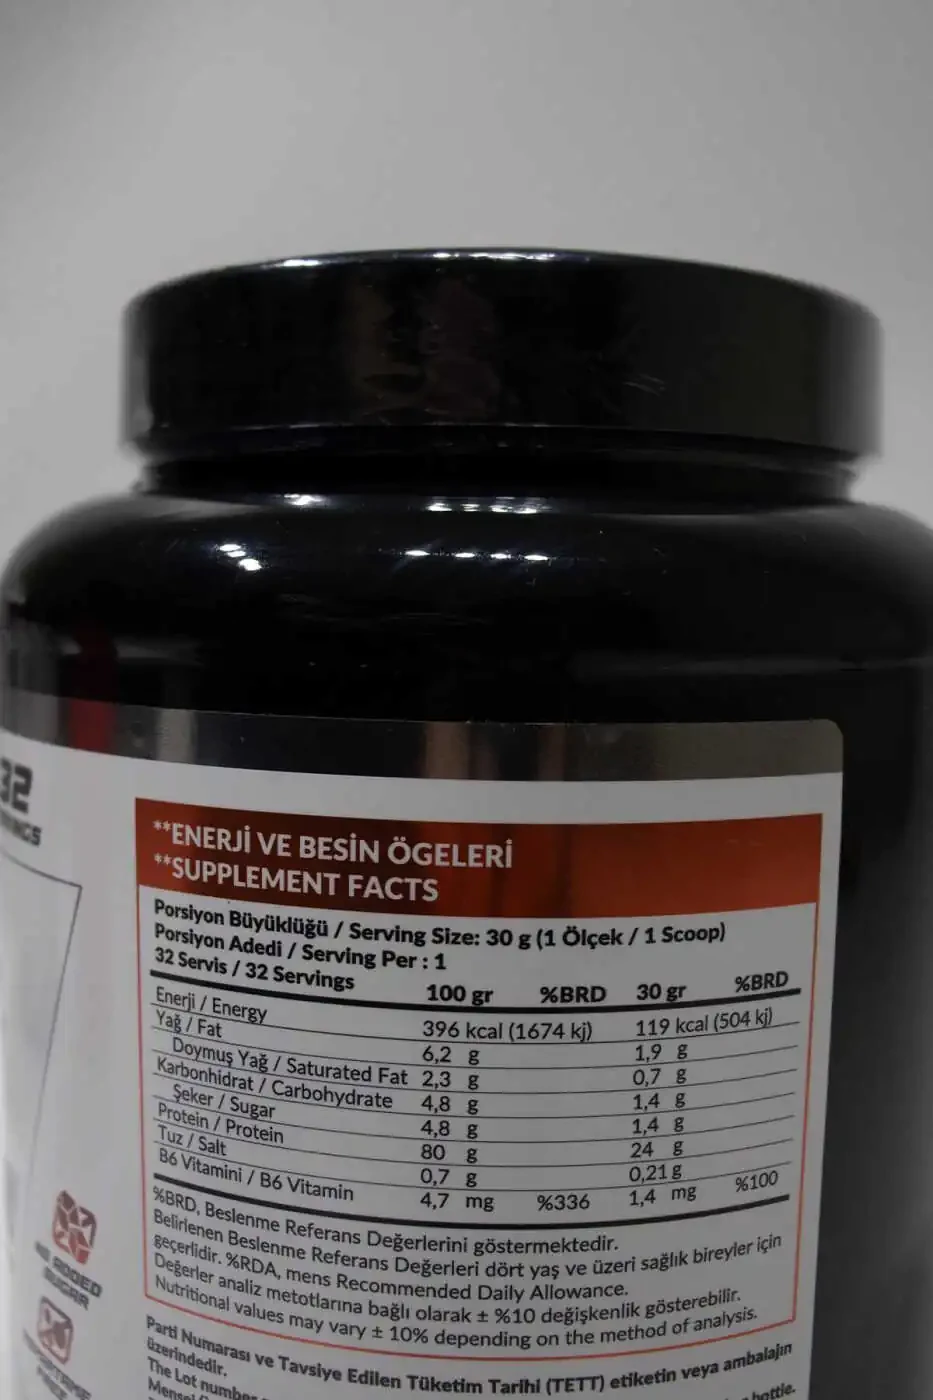 32
**ENERJİ VE BESİN ÖGELERİ
**SUPPLEMENT FACTS
Porsiyon Büyüklüğü / Serving Size: 30 g (1 Ölçek / 1 Scoop)
Porsiyon Adedi / Serving Per : 1
32 Servis / 32 Servings
100 gr %BRD 30 gr %BRD
Enerji / Energy 396 kcal (1674 kj) 119 kcal (504 kj)
Yağ / Fat 6,2 g 1,9 g
Doymuş Yağ / Saturated Fat 2,3 g 0,7 g
Karbonhidrat / Carbohydrate 4,8 g 1,4 g
Şeker / Sugar 4,8 g 1,4 g
Protein / Protein 80 g 24 g
Tuz / Salt 0,7 g 0,21 g
B6 Vitamini / B6 Vitamin 4,7 mg %336 1,4 mg %100
%BRD, Beslenme Referans Değerlerini göstermektedir.
Belirlenen Beslenme Referans Değerleri dört yaş ve üzeri sağlık bireyler için
geçerlidir. %RDA, mens Recommended Daily Allowance.
Değerler analiz metotlarına bağlı olarak ± %10 değişkenlik gösterebilir.
Nutritional values may vary ± 10% depending on the method of analysis.
Parti Numarası ve Tavsiye Edilen Tüketim Tarihi (TETT) etiketin veya ambalajın
üzerindedir.
The Lot number
bottle.
NO ADDED
SUGAR